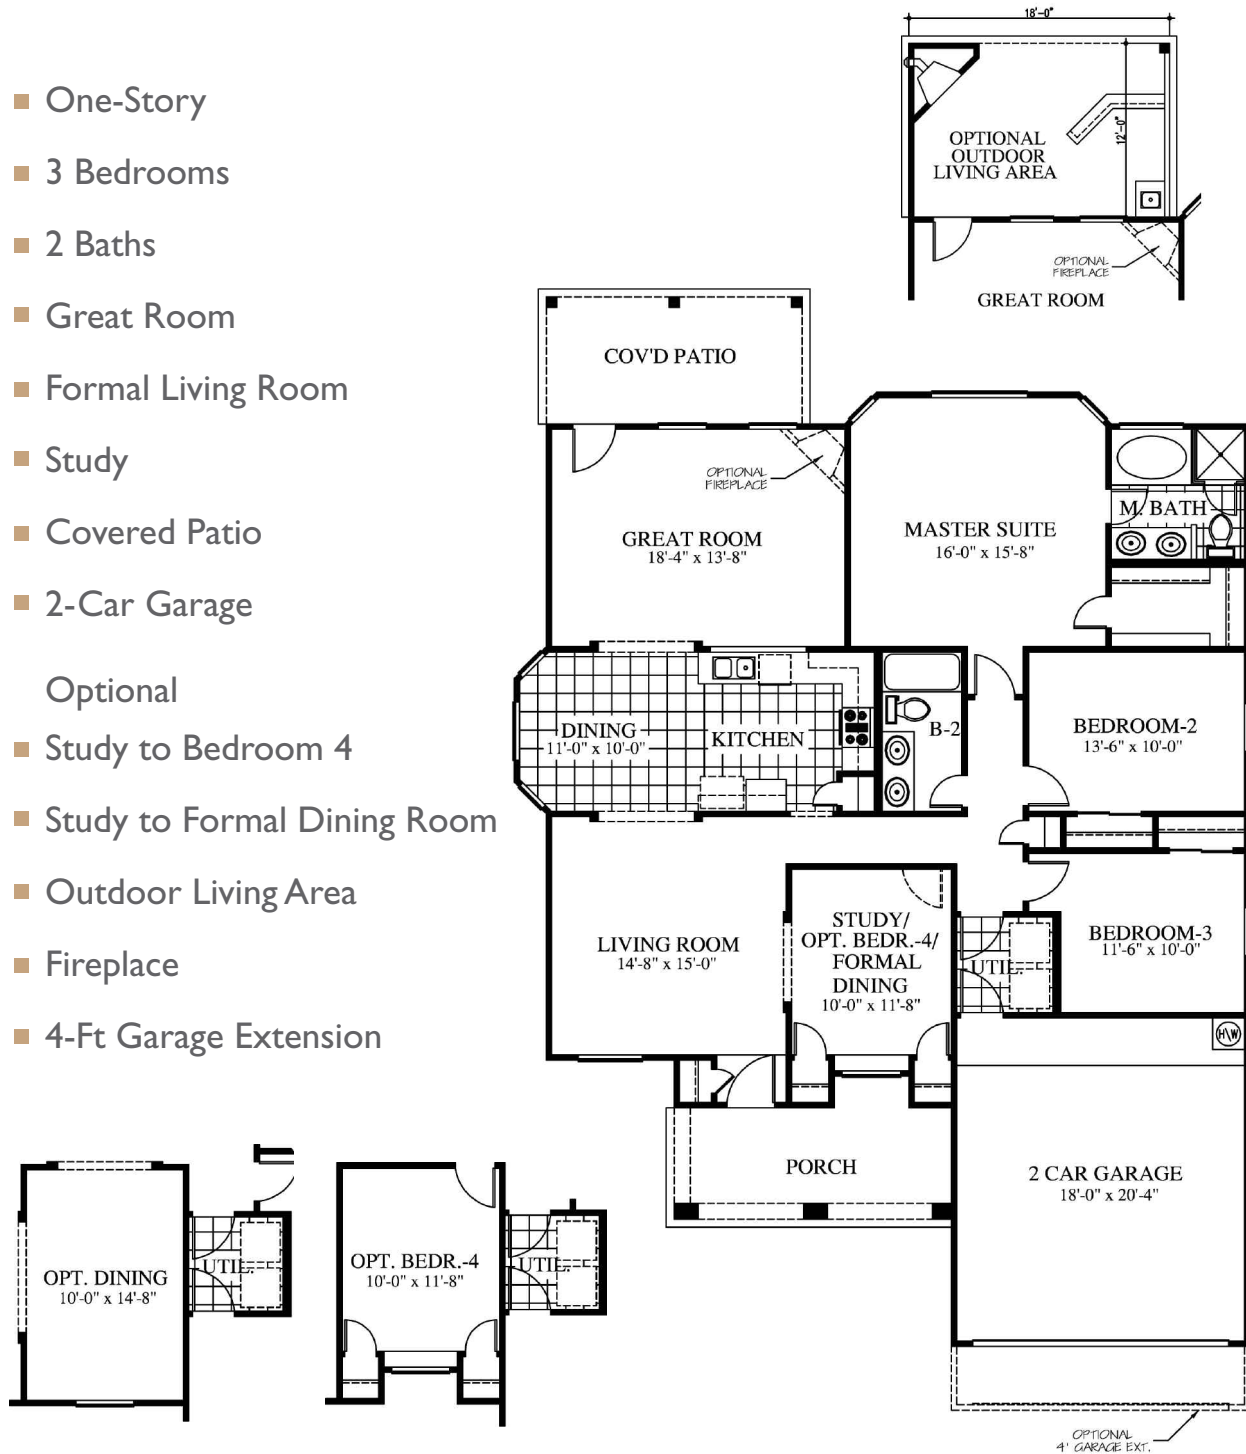 One-Story
3 Bedrooms
2 Baths
Great Room
Formal Living Room
Study
Covered Patio
2-Car Garage
Optional
Study to Bedroom 4
Study to Formal Dining Room
Outdoor Living Area
Fireplace
4-Ft Garage Extension
18'-0"
12'-0"
OPTIONAL
OUTDOOR
LIVING AREA
OPTIONAL
FIREPLACE
GREAT ROOM
COV'D PATIO
OPTIONAL
FIREPLACE
GREAT ROOM
18'-4" x 13'-8"
MASTER SUITE
16'-0" x 15'-8"
M. BATH
DINING
11'-0" x 10'-0"
KITCHEN
B-2
BEDROOM-2
13'-6" x 10'-0"
LIVING ROOM
14'-8" x 15'-0"
STUDY/
OPT. BEDR.-4/
FORMAL
DINING
10'-0" x 11'-8"
UTIL.
BEDROOM-3
11'-6" x 10'-0"
H\W
PORCH
2 CAR GARAGE
18'-0" x 20'-4"
OPTIONAL
4' GARAGE EXT.
OPT. DINING
10'-0" x 14'-8"
UTIL.
OPT. BEDR.-4
10'-0" x 11'-8"
UTIL.